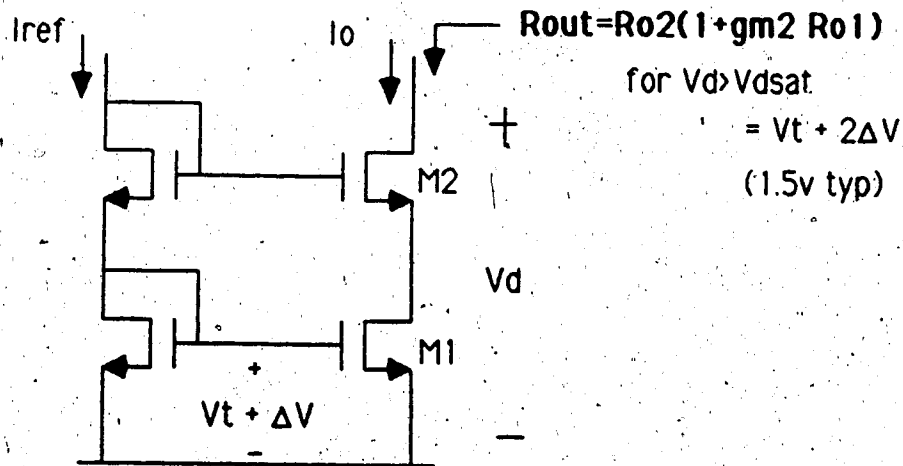 Iref
Io
Rout=Ro2(1+gm2 Ro1)
for Vd>Vdsat
= Vt + 2ΔV
(1.5v typ)
+
M2
Vd
M1
+
Vt + ΔV
-
-